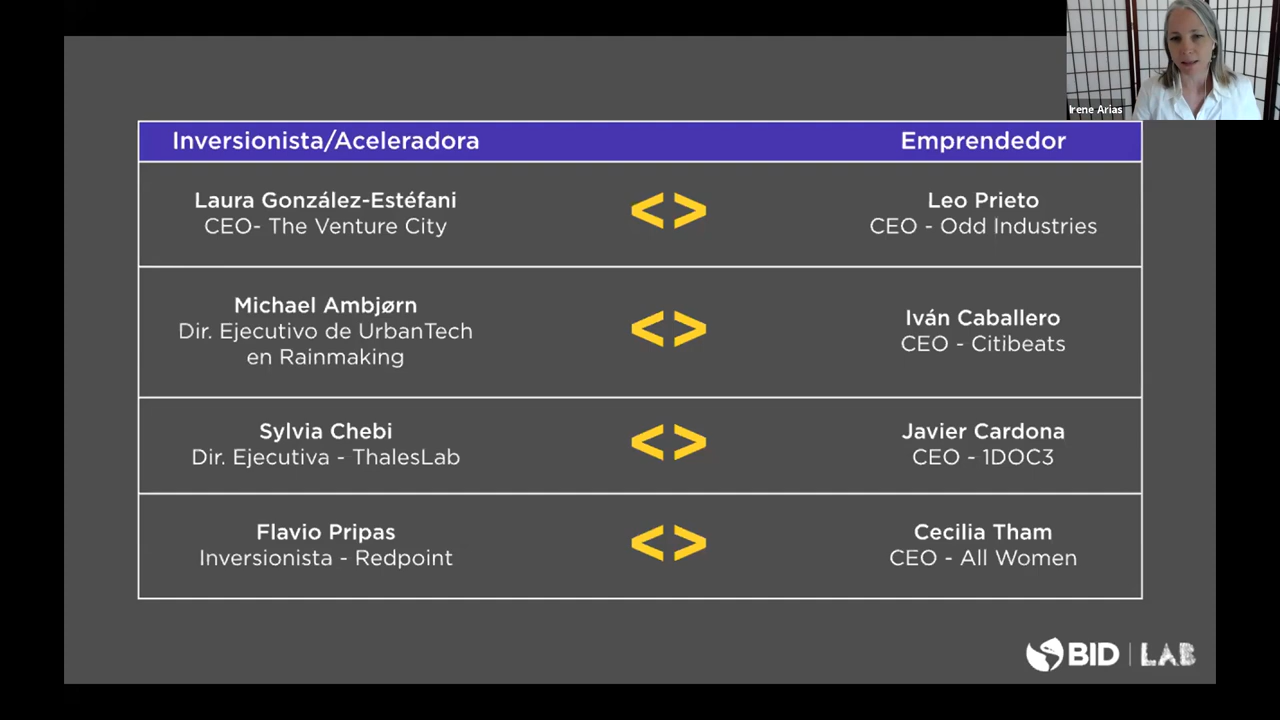 Irene Arias
Inversionista/Aceleradora
Emprendedor
Laura González-Estéfani
CEO- The Venture City
< >
Leo Prieto
CEO - Odd Industries
Michael Ambjørn
Dir. Ejecutivo de UrbanTech
en Rainmaking
< >
Iván Caballero
CEO - Citibeats
Sylvia Chebi
Dir. Ejecutiva - ThalesLab
< >
Javier Cardona
CEO - 1DOC3
Flavio Pripas
Inversionista - Redpoint
< >
Cecilia Tham
CEO - All Women
BID | LAB